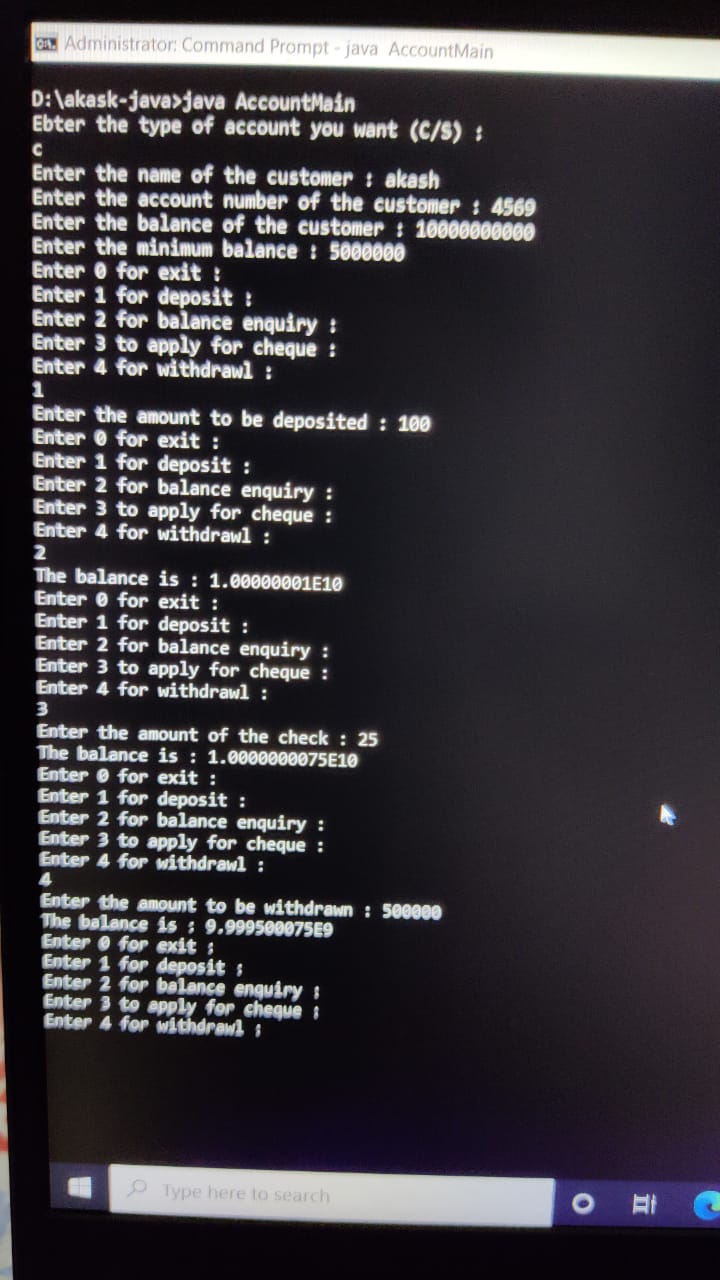 Administrator: Command Prompt - java AccountMain
D:\akask-java>java AccountMain
Ebter the type of account you want (C/S) :
c
Enter the name of the customer : akash
Enter the account number of the customer : 4569
Enter the balance of the customer : 10000000000
Enter the minimum balance : 5000000
Enter 0 for exit :
Enter 1 for deposit :
Enter 2 for balance enquiry :
Enter 3 to apply for cheque :
Enter 4 for withdrawl :
1
Enter the amount to be deposited : 100
Enter 0 for exit :
Enter 1 for deposit :
Enter 2 for balance enquiry :
Enter 3 to apply for cheque :
Enter 4 for withdrawl :
2
The balance is : 1.00000001E10
Enter 0 for exit :
Enter 1 for deposit :
Enter 2 for balance enquiry :
Enter 3 to apply for cheque :
Enter 4 for withdrawl :
3
Enter the amount of the check : 25
The balance is : 1.0000000075E10
Enter 0 for exit :
Enter 1 for deposit :
Enter 2 for balance enquiry :
Enter 3 to apply for cheque :
Enter 4 for withdrawl :
4
Enter the amount to be withdrawn : 500000
The balance is : 9.999500075E9
Enter 0 for exit :
Enter 1 for deposit :
Enter 2 for balance enquiry :
Enter 3 to apply for cheque :
Enter 4 for withdrawl :
Type here to search